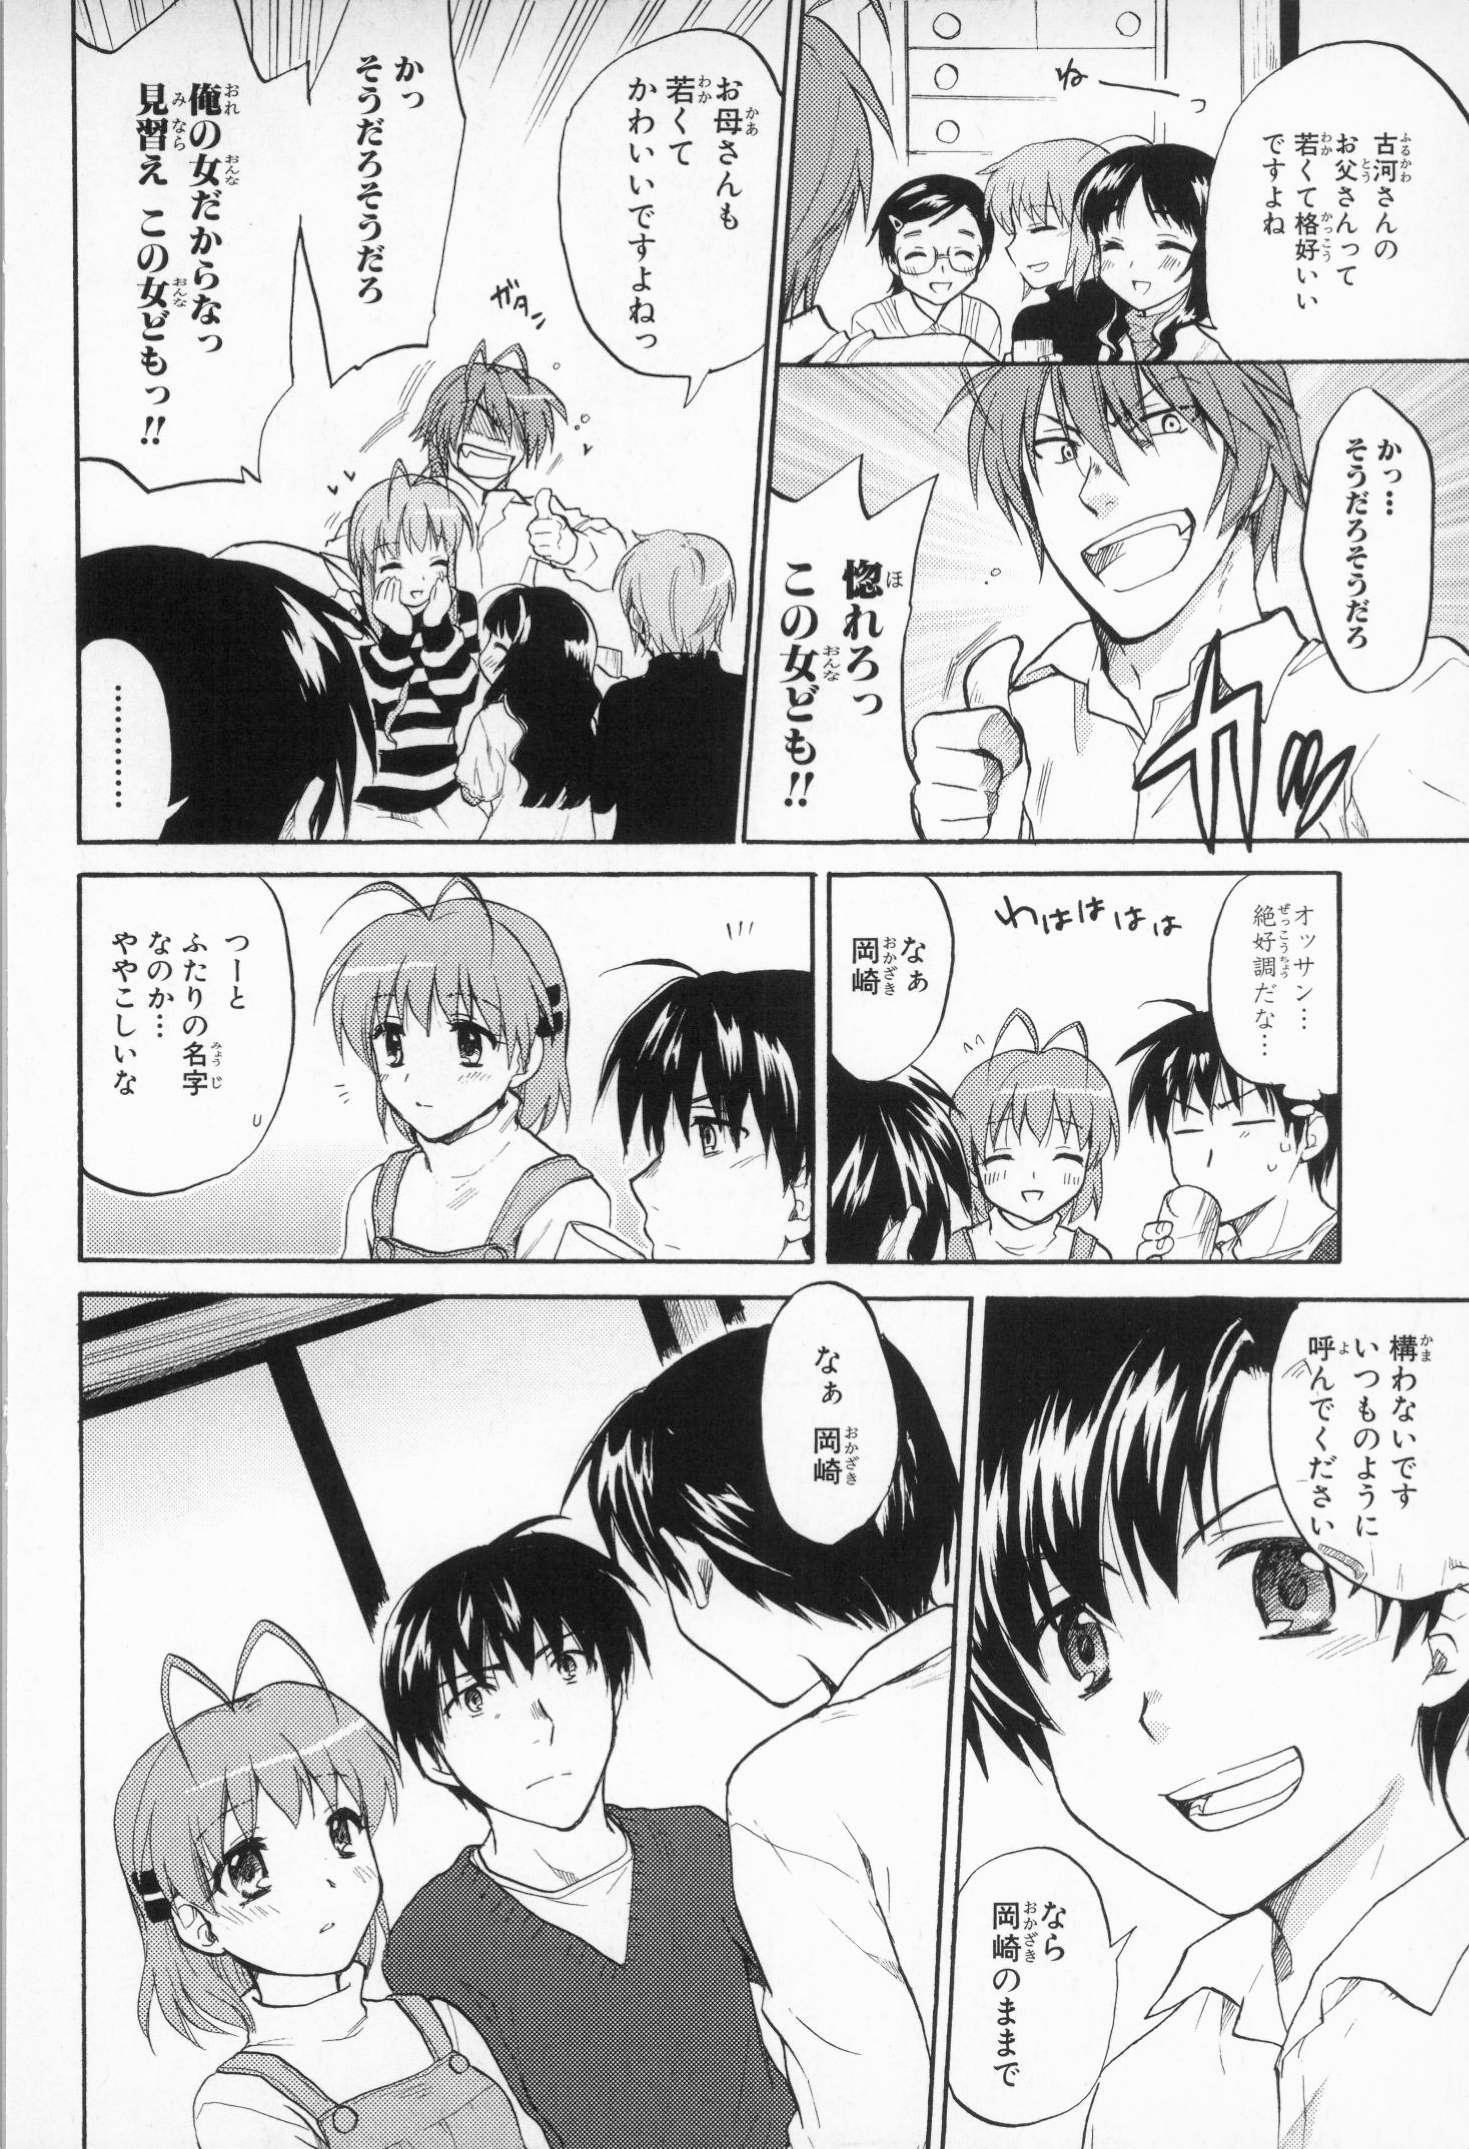 ねーっ
古河さんの
お父さんって
若くて格好いい
ですよね
かっ…
そうだろそうだろ
惚れろっ
この女ども!!
ガッ
お母さんも
若くて
かわいいですよねっ
かっ
そうだろそうだろ
俺の女だからなっ
見習え この女どもっ!!
ガタン
…………
オッサン…
絶好調だな…
わはははは
なぁ
岡崎
つーと
ふたりの名字
なのか…
ややこしいな
構わないです
いつものように
呼んでください
なら
岡崎のままで
なぁ 岡崎